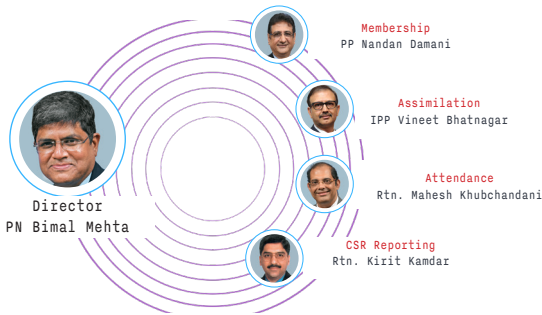 Membership
PP Nandan Damani
Assimilation
IPP Vineet Bhatnagar
Attendance
Rtn. Mahesh Khubchandani
Director
PN Bimal Mehta
CSR Reporting
Rtn. Kirit Kamdar